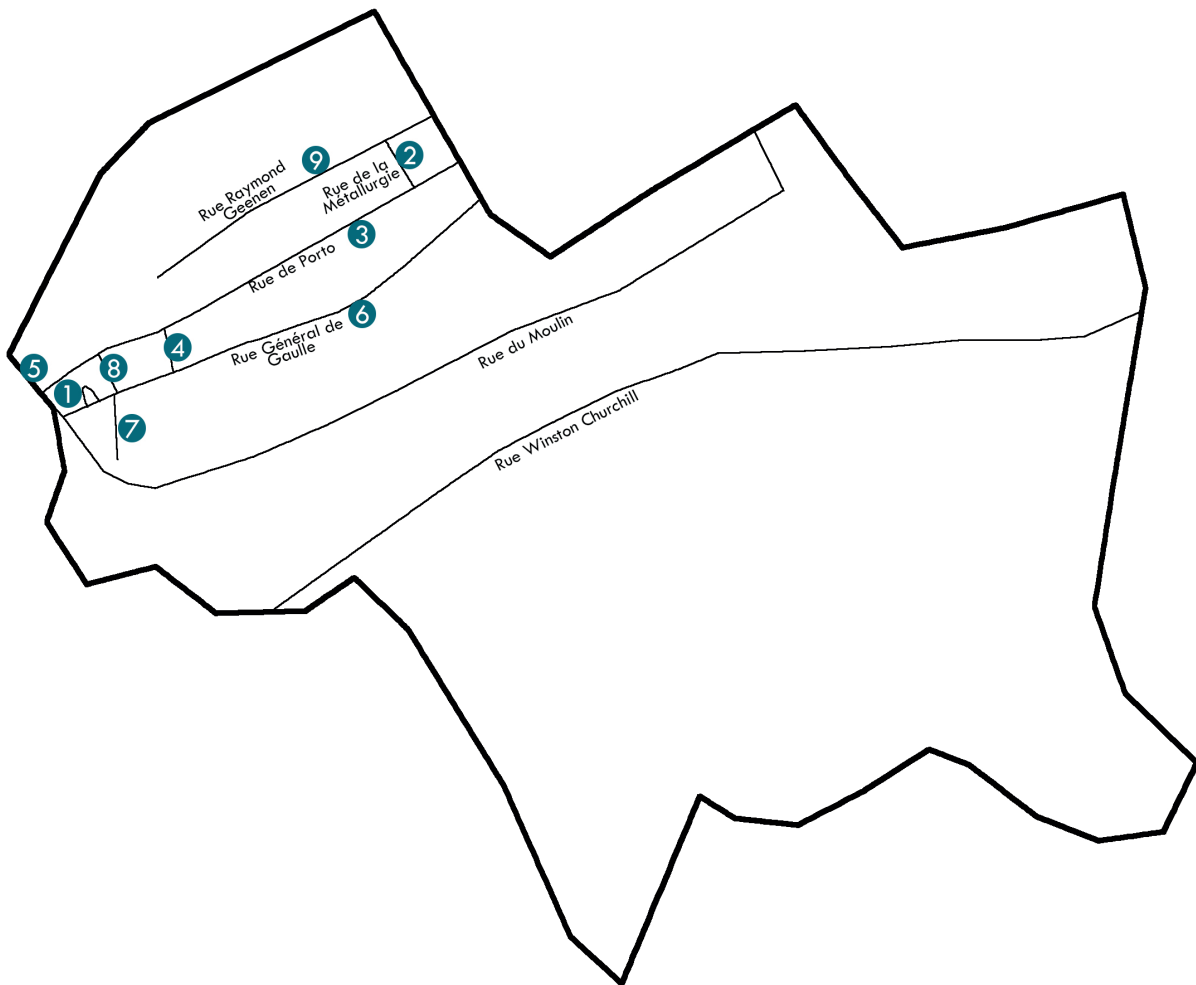 9
2
Rue Raymond
Geenen
Rue de la
Métallurgie
3
Rue de Porto
6
Rue Général de
Gaulle
4
5
8
1
7
Rue du Moulin
Rue Winston Churchill